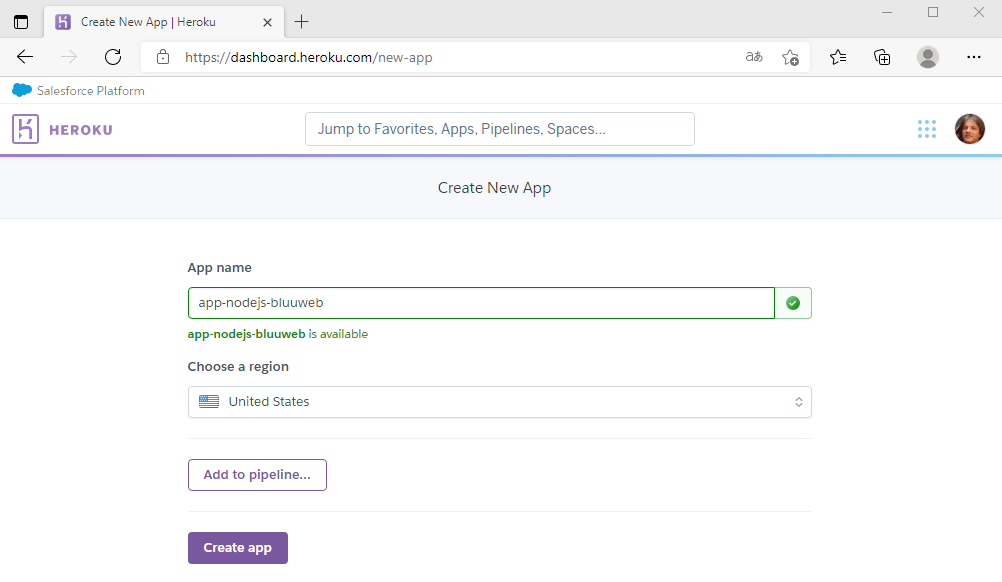 Create New App | Heroku
https://dashboard.heroku.com/new-app
aあ
Salesforce Platform
HEROKU
Jump to Favorites, Apps, Pipelines, Spaces...
Create New App
App name
app-nodejs-bluuweb
app-nodejs-bluuweb is available
Choose a region
United States
Add to pipeline...
Create app